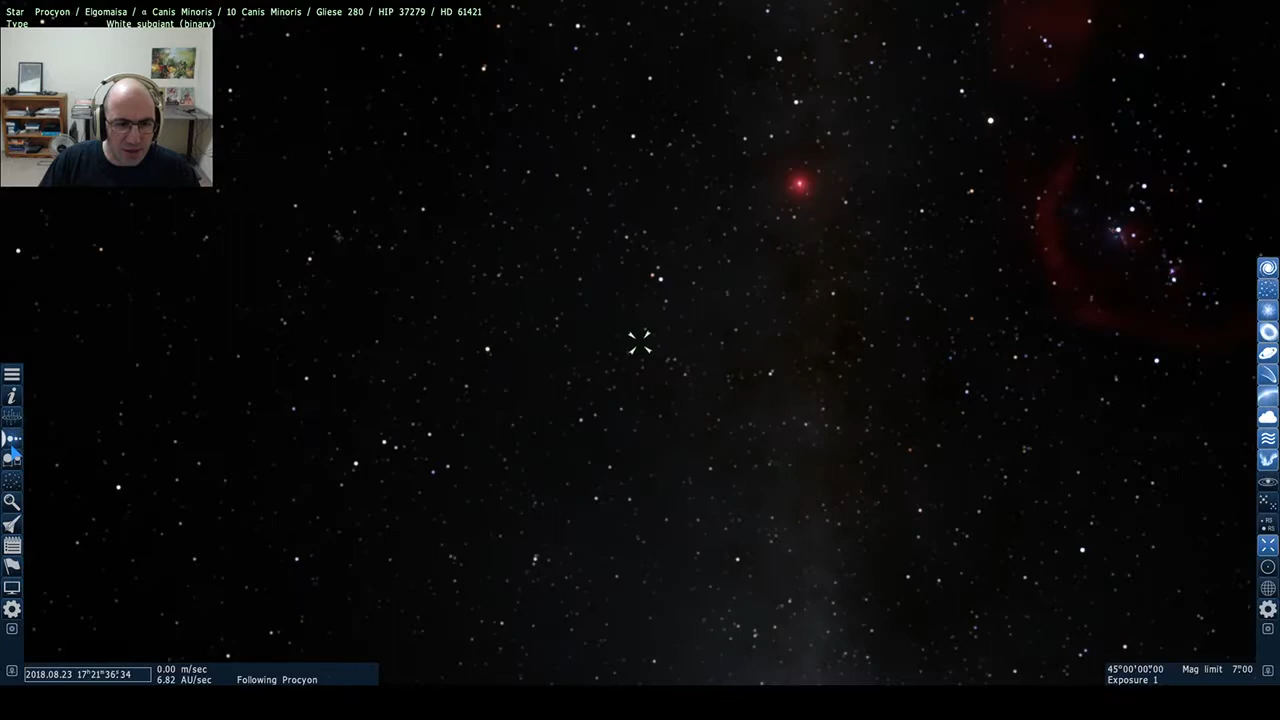 Star Procyon / Elgomaisa / α Canis Minoris / 10 Canis Minoris / Gliese 280 / HIP 37279 / HD 61421
Type White subgiant (binary)
RS
RS
2018.08.23 17:21:36.34
0.00 m/sec
6.82 AU/sec Following Procyon
45°00'00.00 Mag limit 7.00
Exposure 1